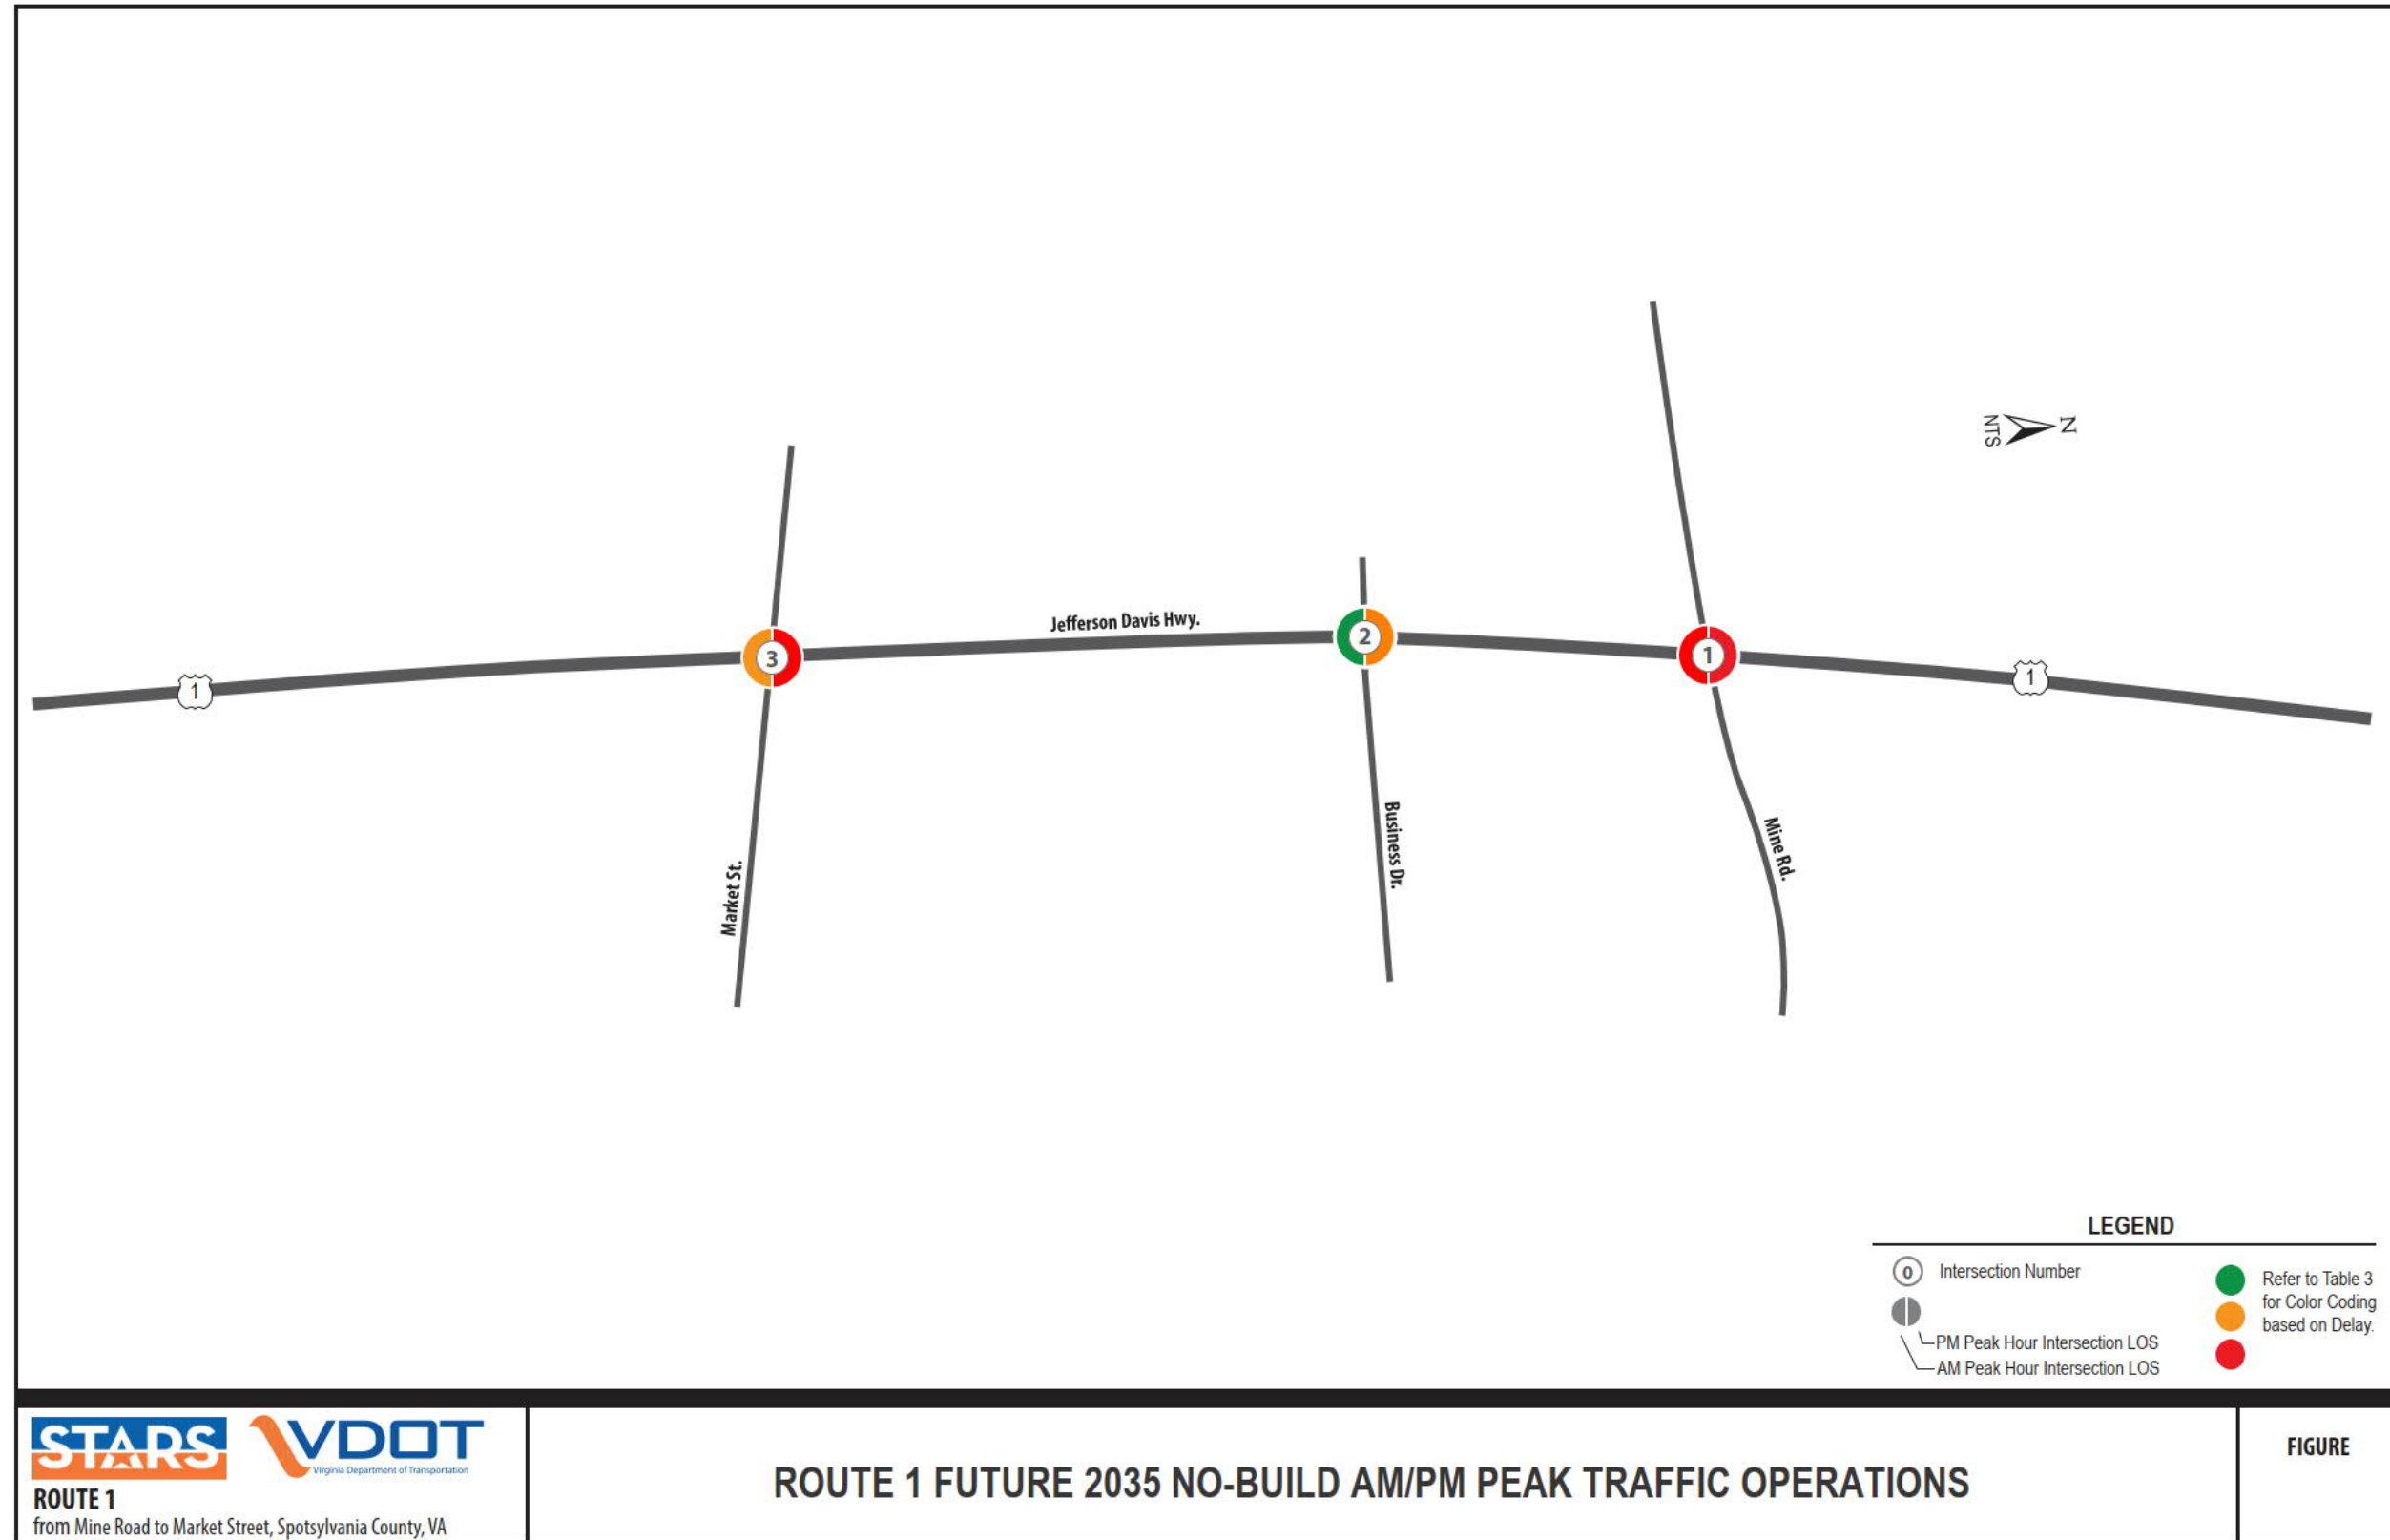 N
NTS
Jefferson Davis Hwy.
3
2
1
1
1
Market St.
Business Dr.
Mine Rd.
LEGEND
0 Intersection Number
PM Peak Hour Intersection LOS
AM Peak Hour Intersection LOS
Refer to Table 3
for Color Coding
based on Delay.
STARS
VDOT
Virginia Department of Transportation
ROUTE 1
from Mine Road to Market Street, Spotsylvania County, VA
ROUTE 1 FUTURE 2035 NO-BUILD AM/PM PEAK TRAFFIC OPERATIONS
FIGURE